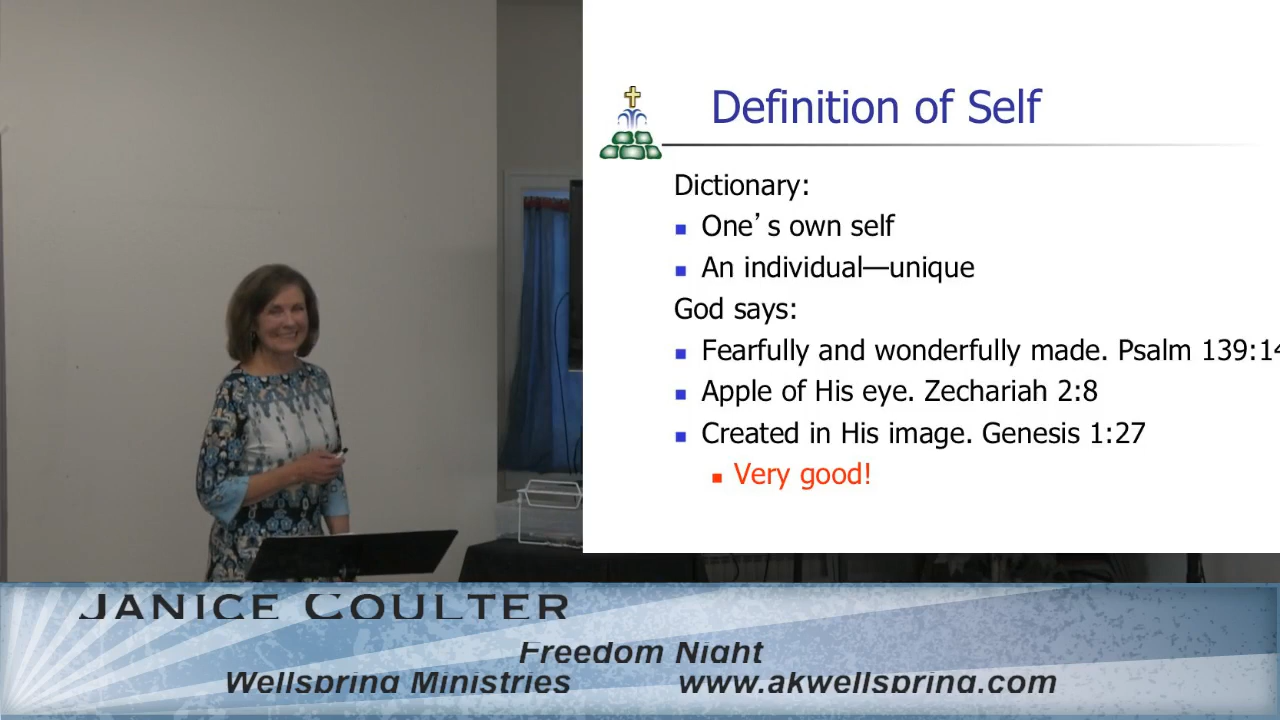 Definition of Self
Dictionary:
One’s own self
An individual—unique
God says:
Fearfully and wonderfully made. Psalm 139:14
Apple of His eye. Zechariah 2:8
Created in His image. Genesis 1:27
Very good!
JANICE COULTER
Freedom Night
Wellspring Ministries www.akwellspring.com